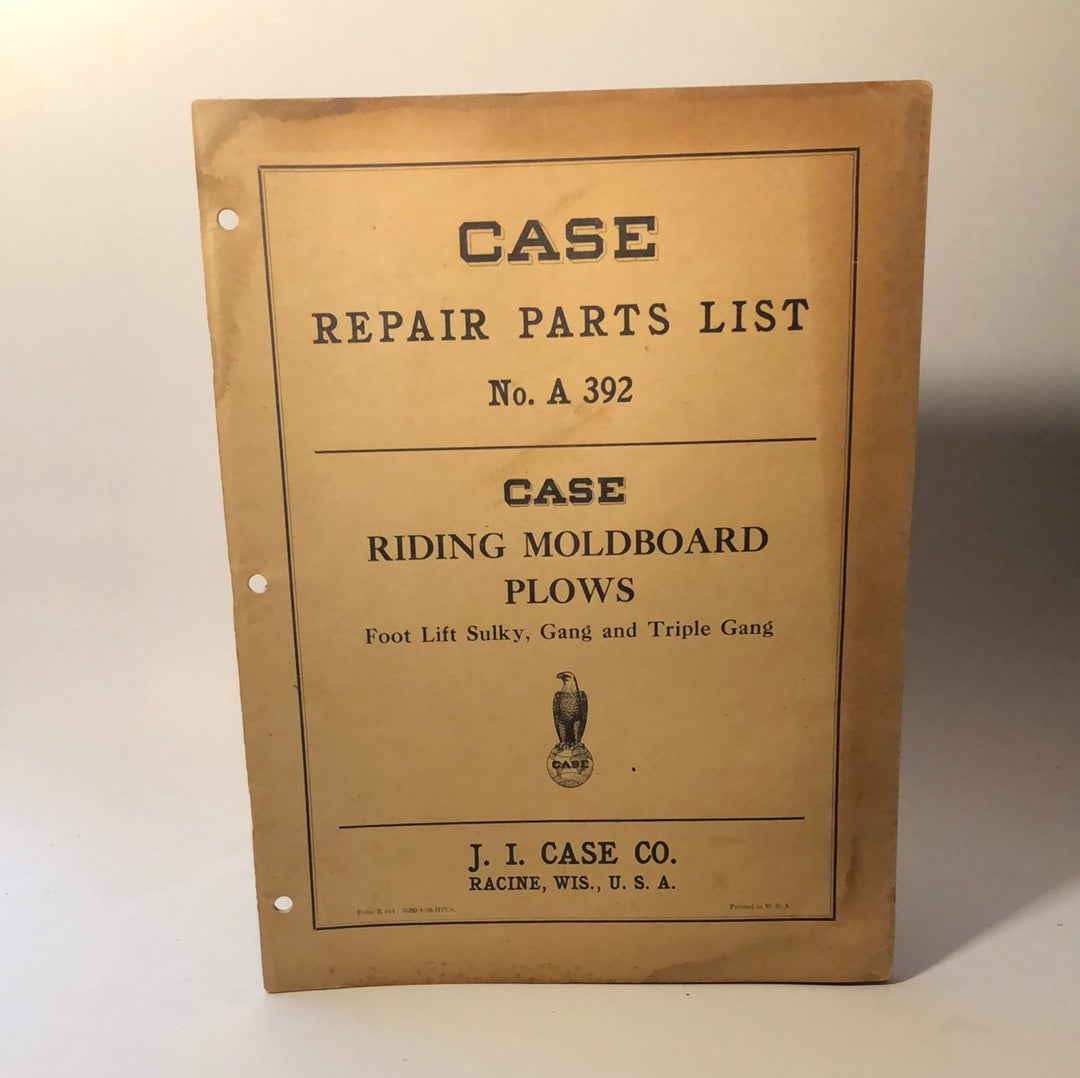 CASE
REPAIR PARTS LIST
No. A 392
CASE
RIDING MOLDBOARD
PLOWS
Foot Lift Sulky, Gang and Triple Gang
CASE
J. I. CASE CO.
RACINE, WIS., U. S. A.
Form R Printed in U. S. A